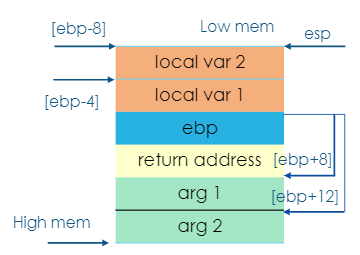 [ebp-8]
Low mem
esp
local var 2
[ebp-4]
local var 1
ebp
return address
[ebp+8]
arg 1
[ebp+12]
High mem
arg 2